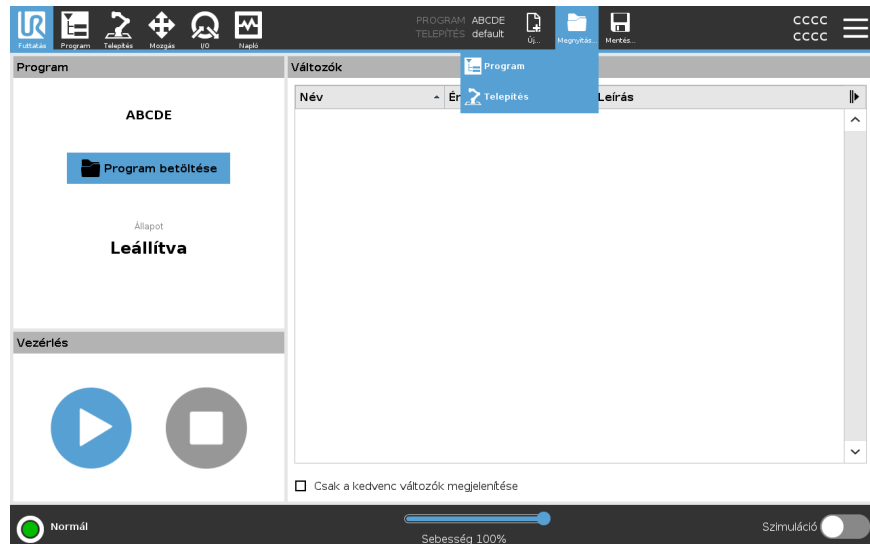 Futtatás Program Telepítés Mozgás I/O Napló
PROGRAM ABCDE
TELEPÍTÉS default
Új... Megnyitás... Mentés...
CCCC
CCCC
Program
Telepítés
Program
ABCDE
Program betöltése
Állapot
Leállítva
Vezérlés
Változók
Név Ér Leírás
Csak a kedvenc változók megjelenítése
Normál
Sebesség 100%
Szimuláció